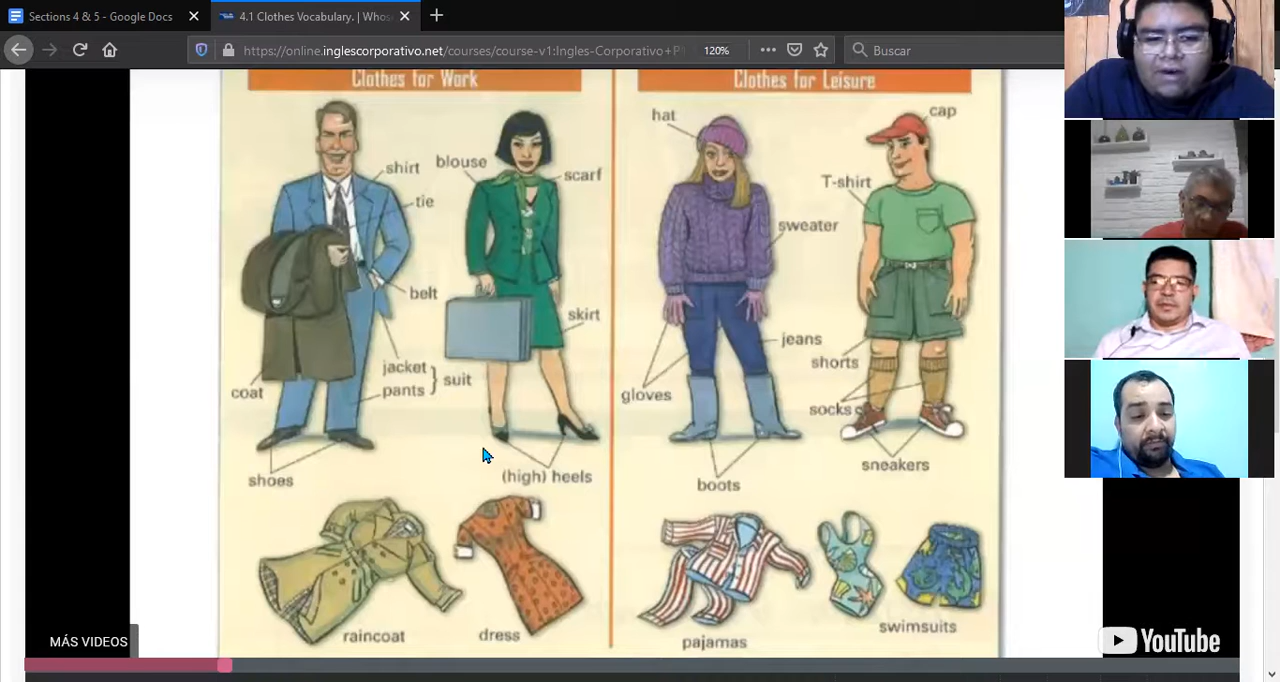 Sections 4 & 5 - Google Docs
4.1 Clothes Vocabulary. | Whos
https://online.inglescorporativo.net/courses/course-v1:Ingles-Corporativo+P
120%
Buscar
Clothes for Work
Clothes for Leisure
shirt
blouse
scarf
tie
belt
skirt
jacket
pants
suit
coat
shoes
(high) heels
raincoat
dress
hat
cap
T-shirt
sweater
jeans
shorts
gloves
socks
sneakers
boots
pajamas
swimsuits
MÁS VIDEOS
YouTube